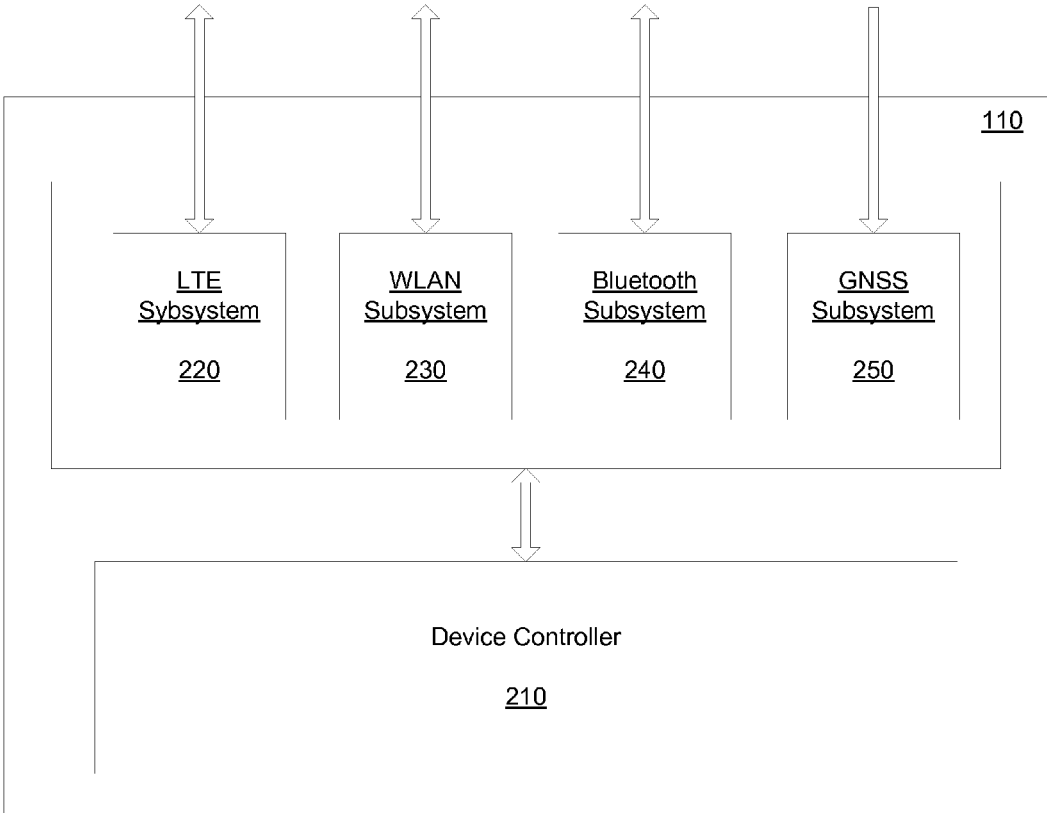 110
LTE
Sybsystem
220
WLAN
Subsystem
230
Bluetooth
Subsystem
240
GNSS
Subsystem
250
Device Controller
210